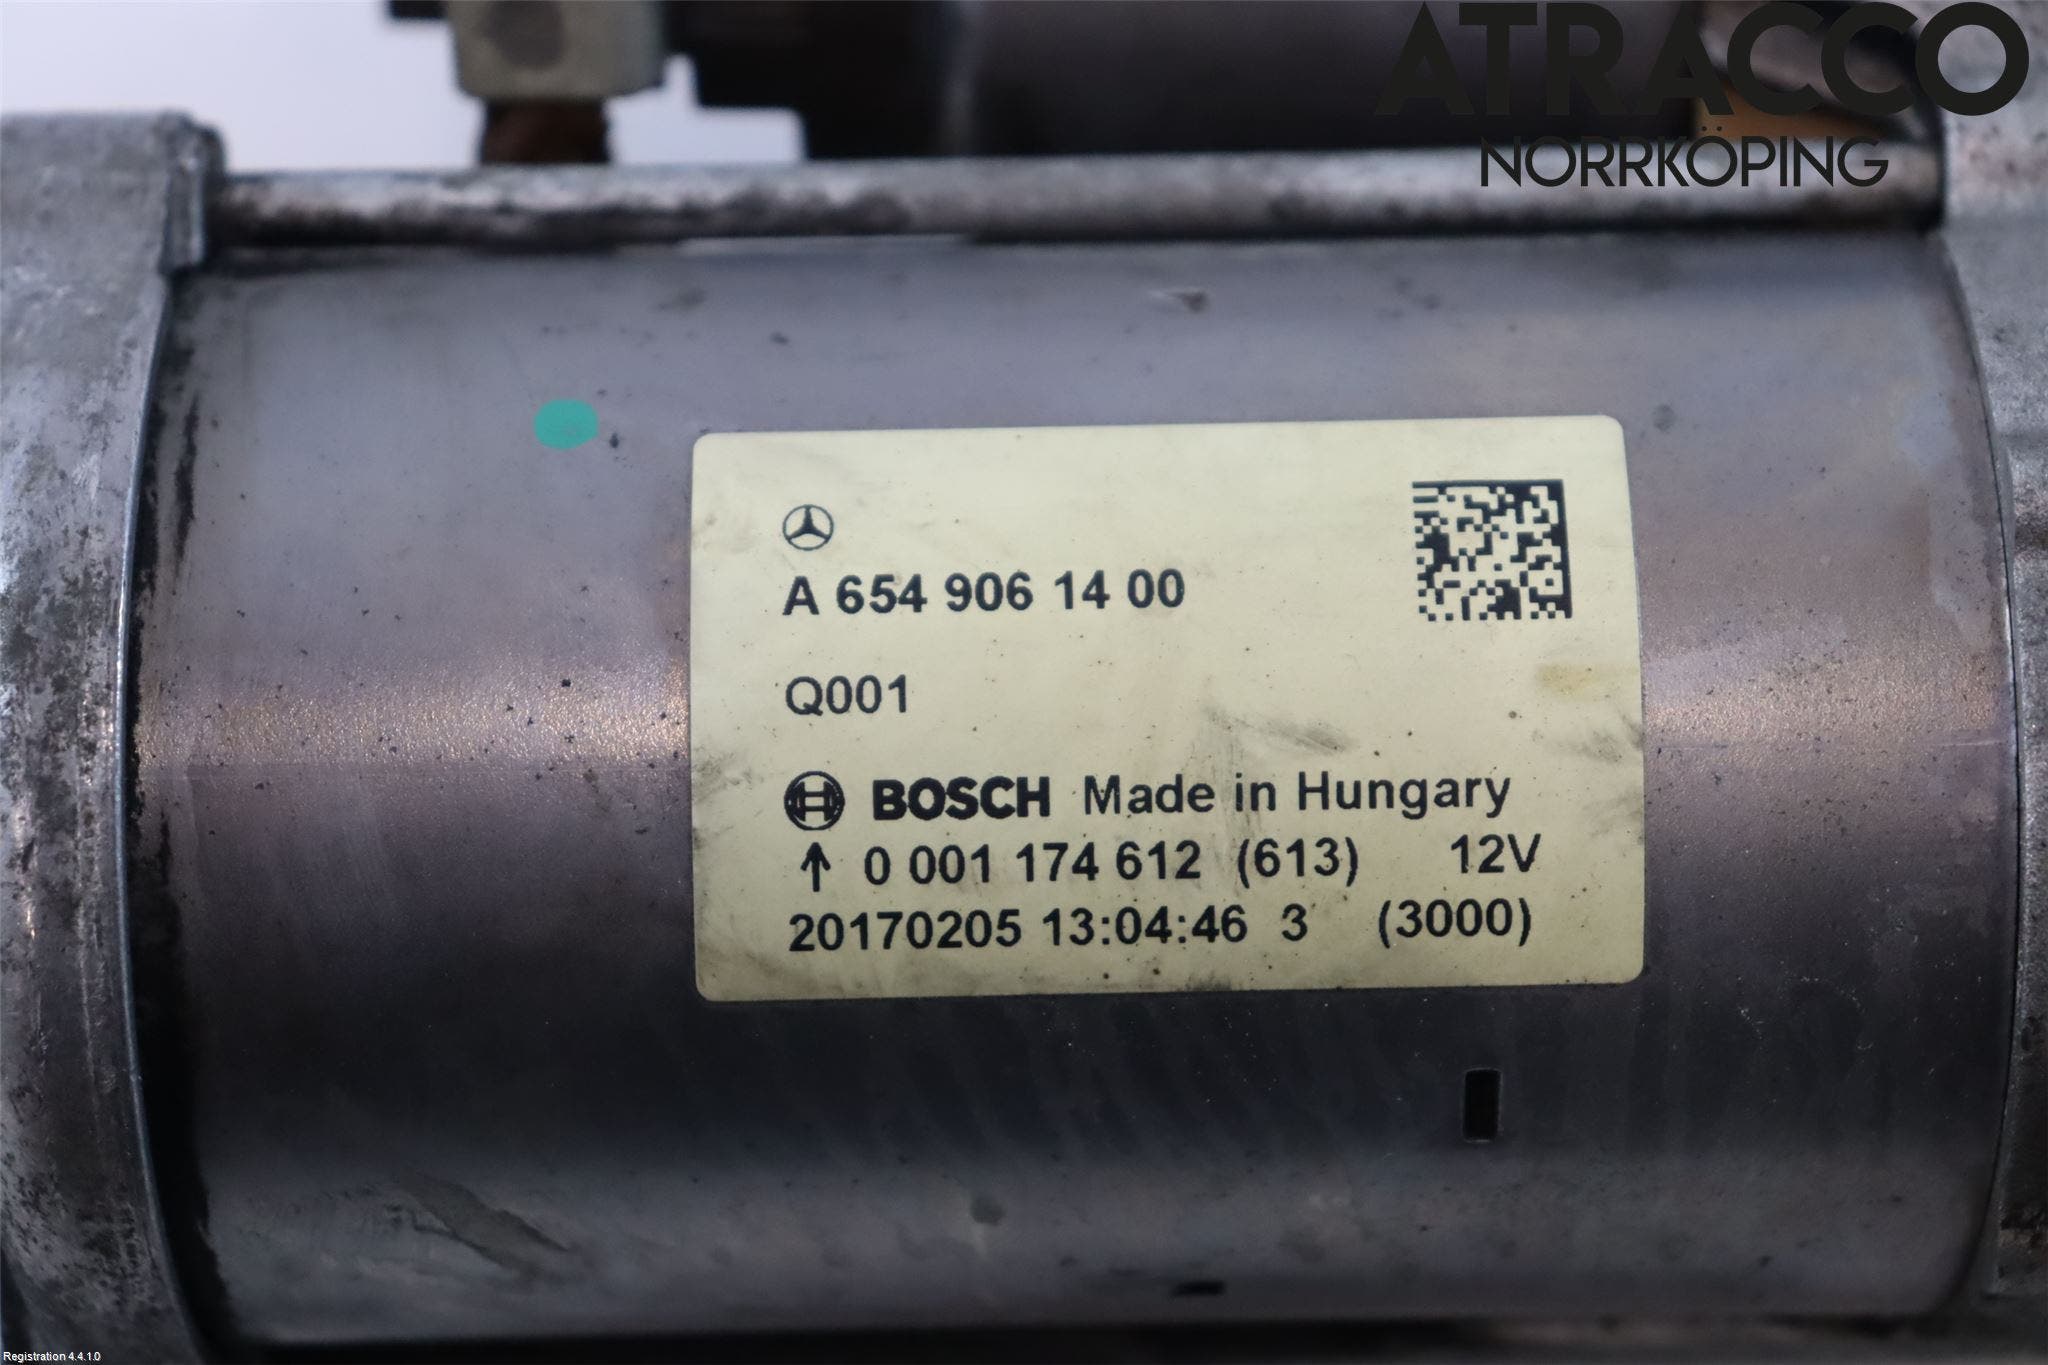 ATRACCO
NORRKÖPING
A 654 906 14 00
Q001
BOSCH Made in Hungary
↑ 0 001 174 612 (613) 12V
20170205 13:04:46 3 (3000)
Registration 4.4.1.0